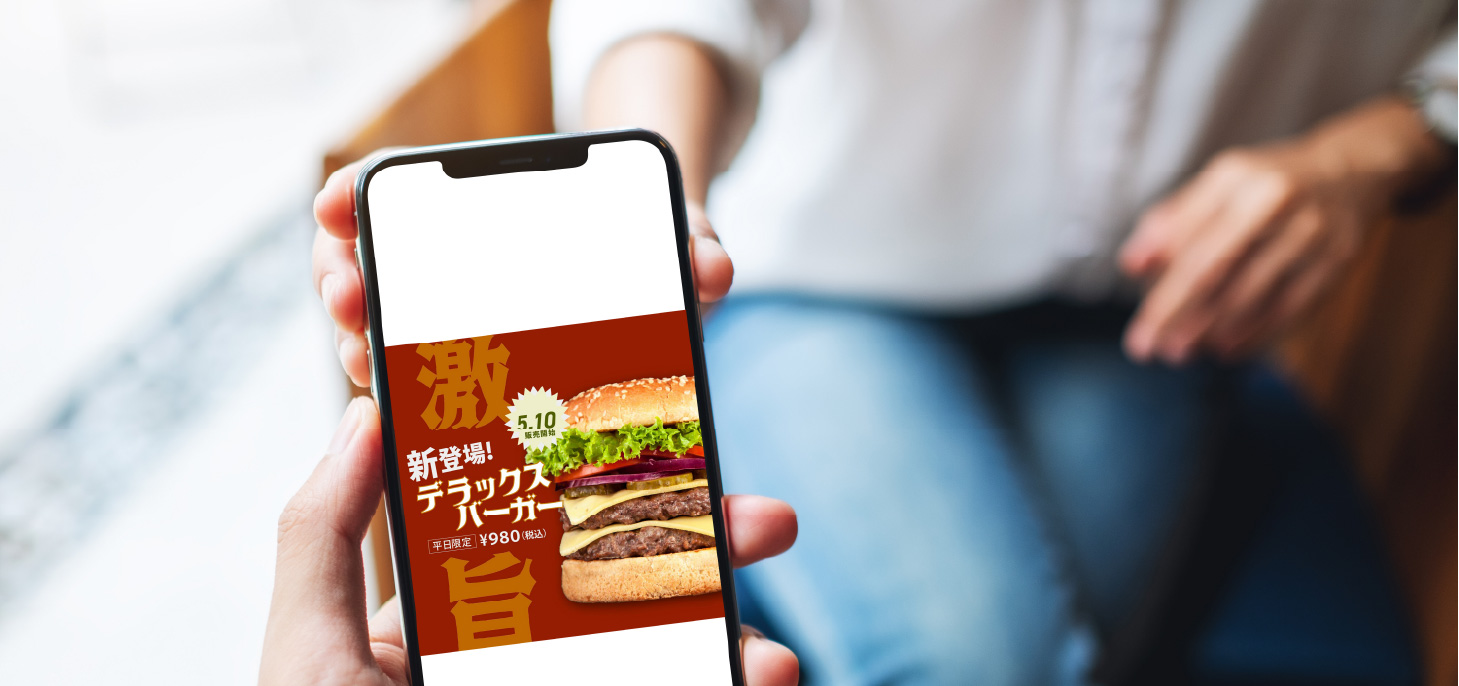 激
5.10
販売開始
新登場!
デラックス
バーガー
平日限定 ¥980(税込)
旨